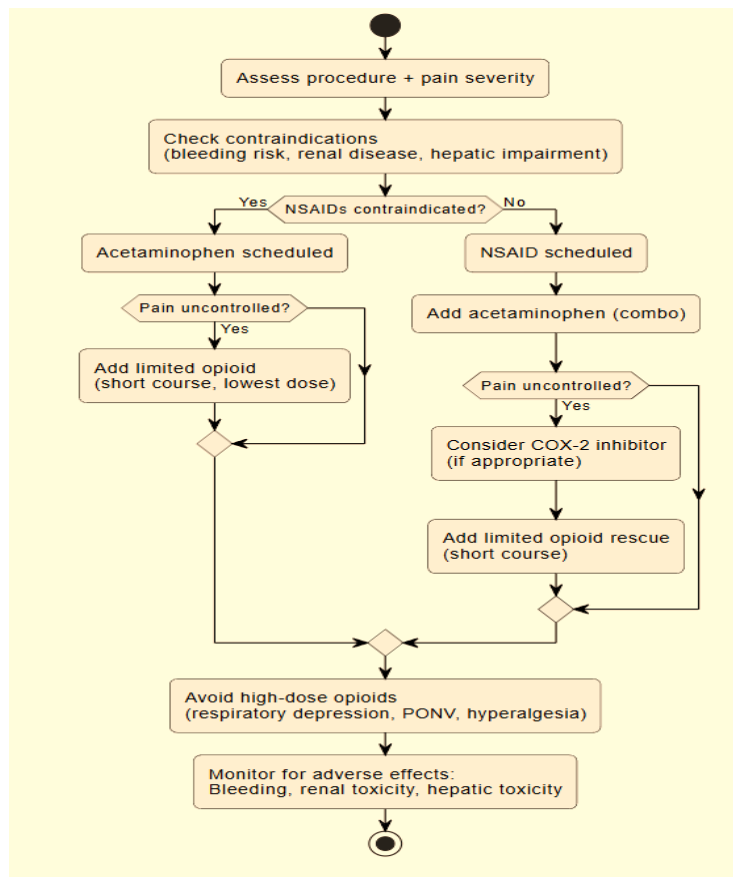 Assess procedure + pain severity
Check contraindications
(bleeding risk, renal disease, hepatic impairment)
NSAIDs contraindicated?
Yes
No
Acetaminophen scheduled
Pain uncontrolled?
Yes
Add limited opioid
(short course, lowest dose)
NSAID scheduled
Add acetaminophen (combo)
Pain uncontrolled?
Yes
Consider COX-2 inhibitor
(if appropriate)
Add limited opioid rescue
(short course)
Avoid high-dose opioids
(respiratory depression, PONV, hyperalgesia)
Monitor for adverse effects:
Bleeding, renal toxicity, hepatic toxicity